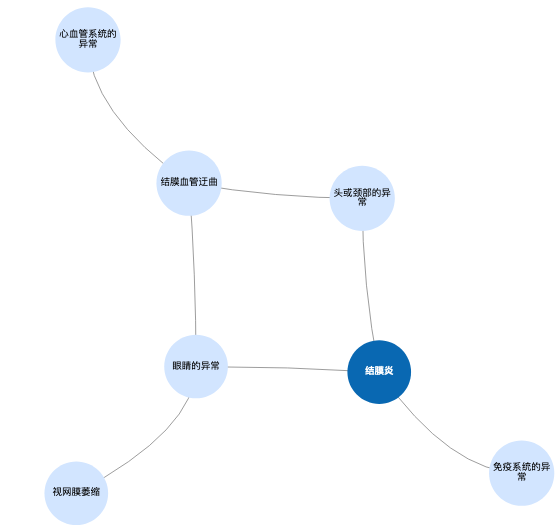 心血管系统的
异常
结膜血管迂曲
头或颈部的异
常
眼睛的异常
结膜炎
免疫系统的异
常
视网膜萎缩